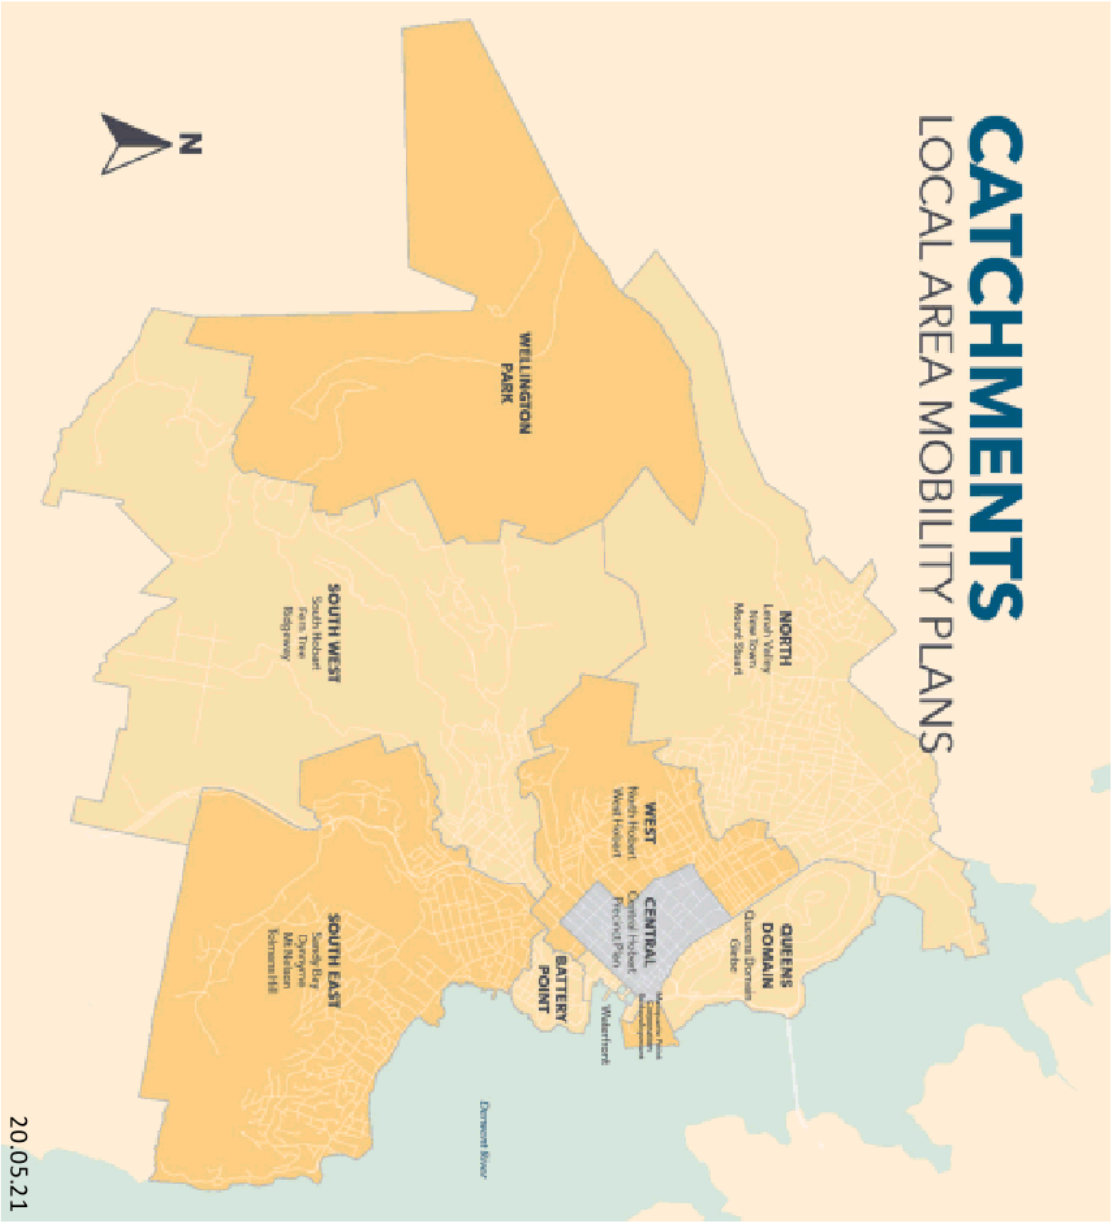 CATCHMENTS
LOCAL AREA MOBILITY PLANS
N
WELLINGTON
PARK
NORTH
Lenah Valley
New Town
Mount Stuart
SOUTH WEST
South Hobart
Fern Tree
Ridgeway
WEST
North Hobart
West Hobart
CENTRAL
Central Hobart
Precinct Plan
QUEENS
DOMAIN
Queens Domain
Glebe
BATTERY
POINT
Macquarie Point
Waterfront
SOUTH EAST
Sandy Bay
Dynnyrne
Mt Nelson
Tolmans Hill
Derwent River
20.05.21